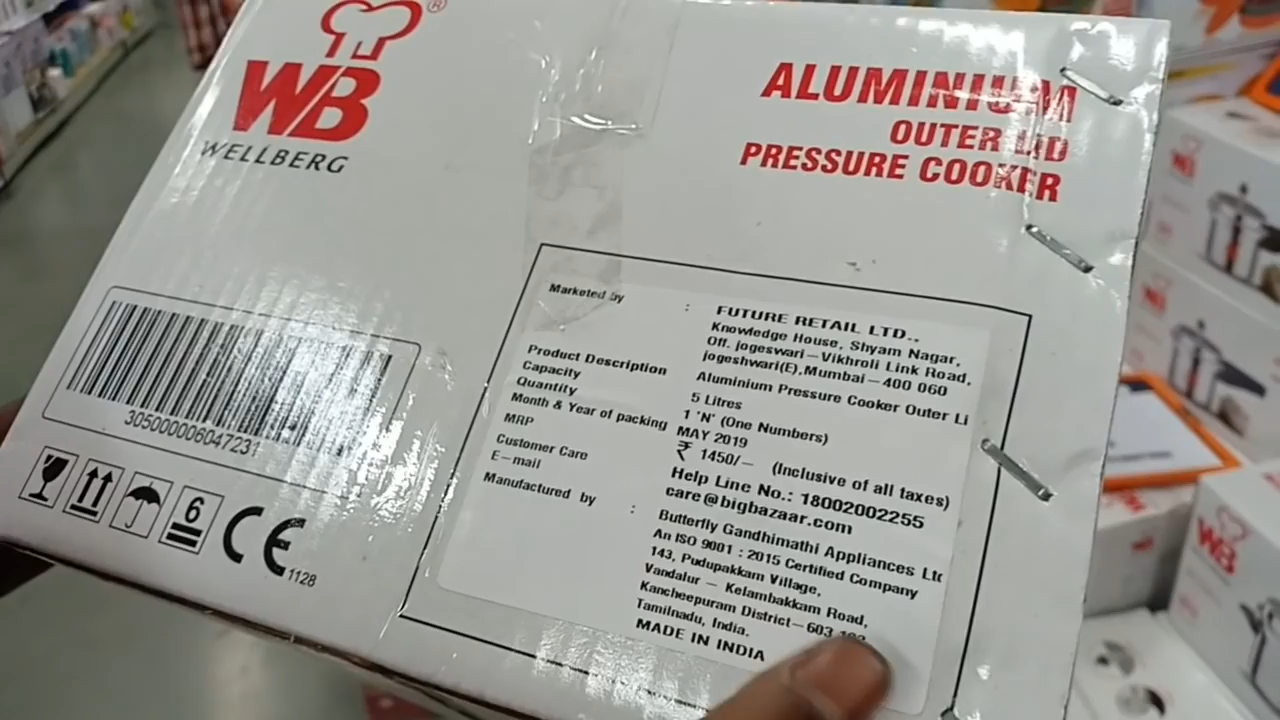 WB
®
WELLBERG
ALUMINIUM
OUTER LID
PRESSURE COOKER
Marketed by : FUTURE RETAIL LTD.,
Knowledge House, Shyam Nagar,
Off. jogeswari – Vikhroli Link Road,
jogeshwari(E),Mumbai – 400 060
Product Description Aluminium Pressure Cooker Outer Li
Capacity 5 Litres
Quantity 1 'N' (One Numbers)
Month & Year of packing MAY 2019
MRP ₹ 1450/– (Inclusive of all taxes)
Customer Care Help Line No.: 18002002255
E–mail care@bigbazaar.com
Manufactured by : Butterfly Gandhimathi Appliances Ltd
An ISO 9001 : 2015 Certified Company
143, Pudupakkam Village,
Vandalur – Kelambakkam Road,
Kancheepuram District – 603
Tamilnadu, India.
MADE IN INDIA
305000006047231
6
CE
1128
WB
WB
WB